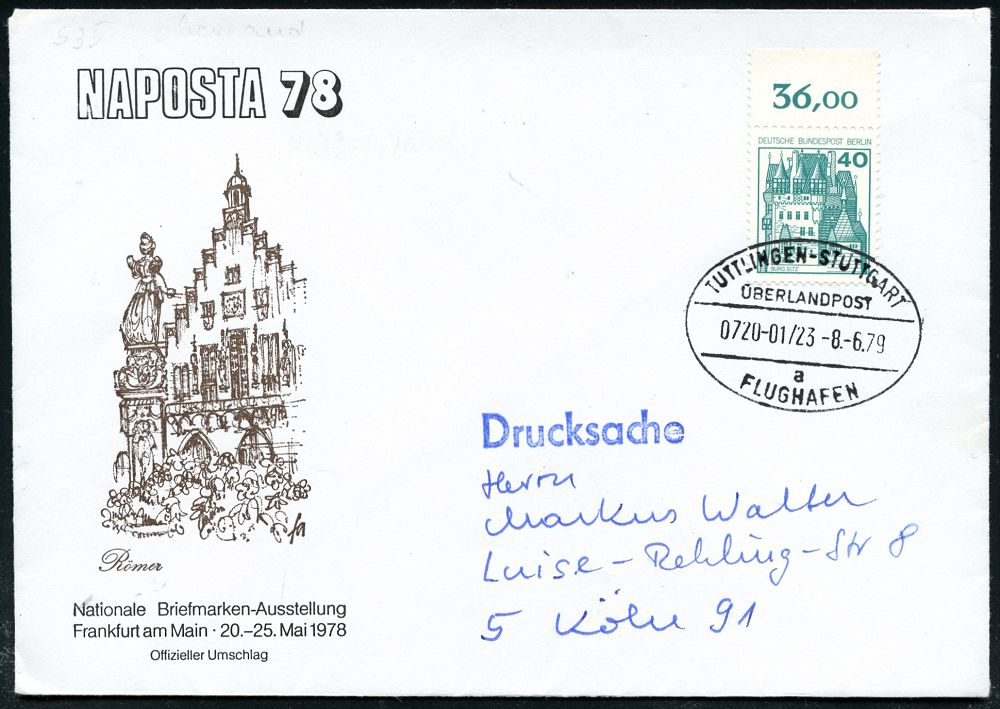 NAPOSTA 78
36,00
DEUTSCHE BUNDESPOST BERLIN
40
BURG ELTZ
TUTTLINGEN-STUTTGART
ÜBERLANDPOST
0720-01/23 -8.-6.79
a
FLUGHAFEN
Drucksache
Herrn
Markus Walter
Luise-Rehling-Str 8
5 Köln 91
Römer
Nationale Briefmarken-Ausstellung
Frankfurt am Main · 20.–25. Mai 1978
Offizieller Umschlag